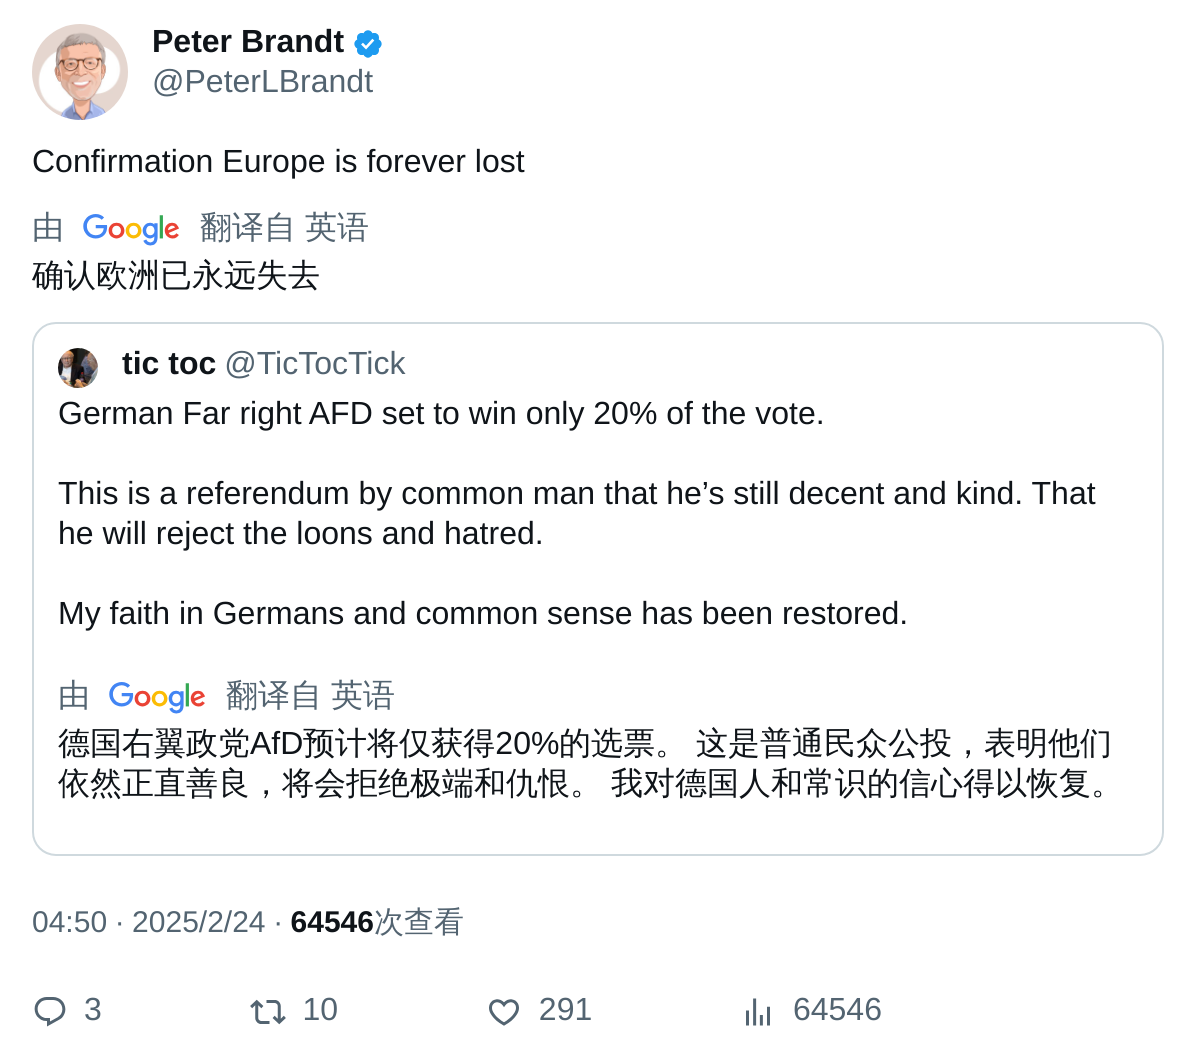 Peter Brandt
@PeterLBrandt
Confirmation Europe is forever lost
由 Google 翻译自 英语
确认欧洲已永远失去
tic toc @TicTocTick
German Far right AFD set to win only 20% of the vote.
This is a referendum by common man that he’s still decent and kind. That
he will reject the loons and hatred.
My faith in Germans and common sense has been restored.
由 Google 翻译自 英语
德国右翼政党AfD预计将仅获得20%的选票。 这是普通民众公投，表明他们
依然正直善良，将会拒绝极端和仇恨。 我对德国人和常识的信心得以恢复。
04:50 · 2025/2/24 · 64546次查看
3 10 291 64546